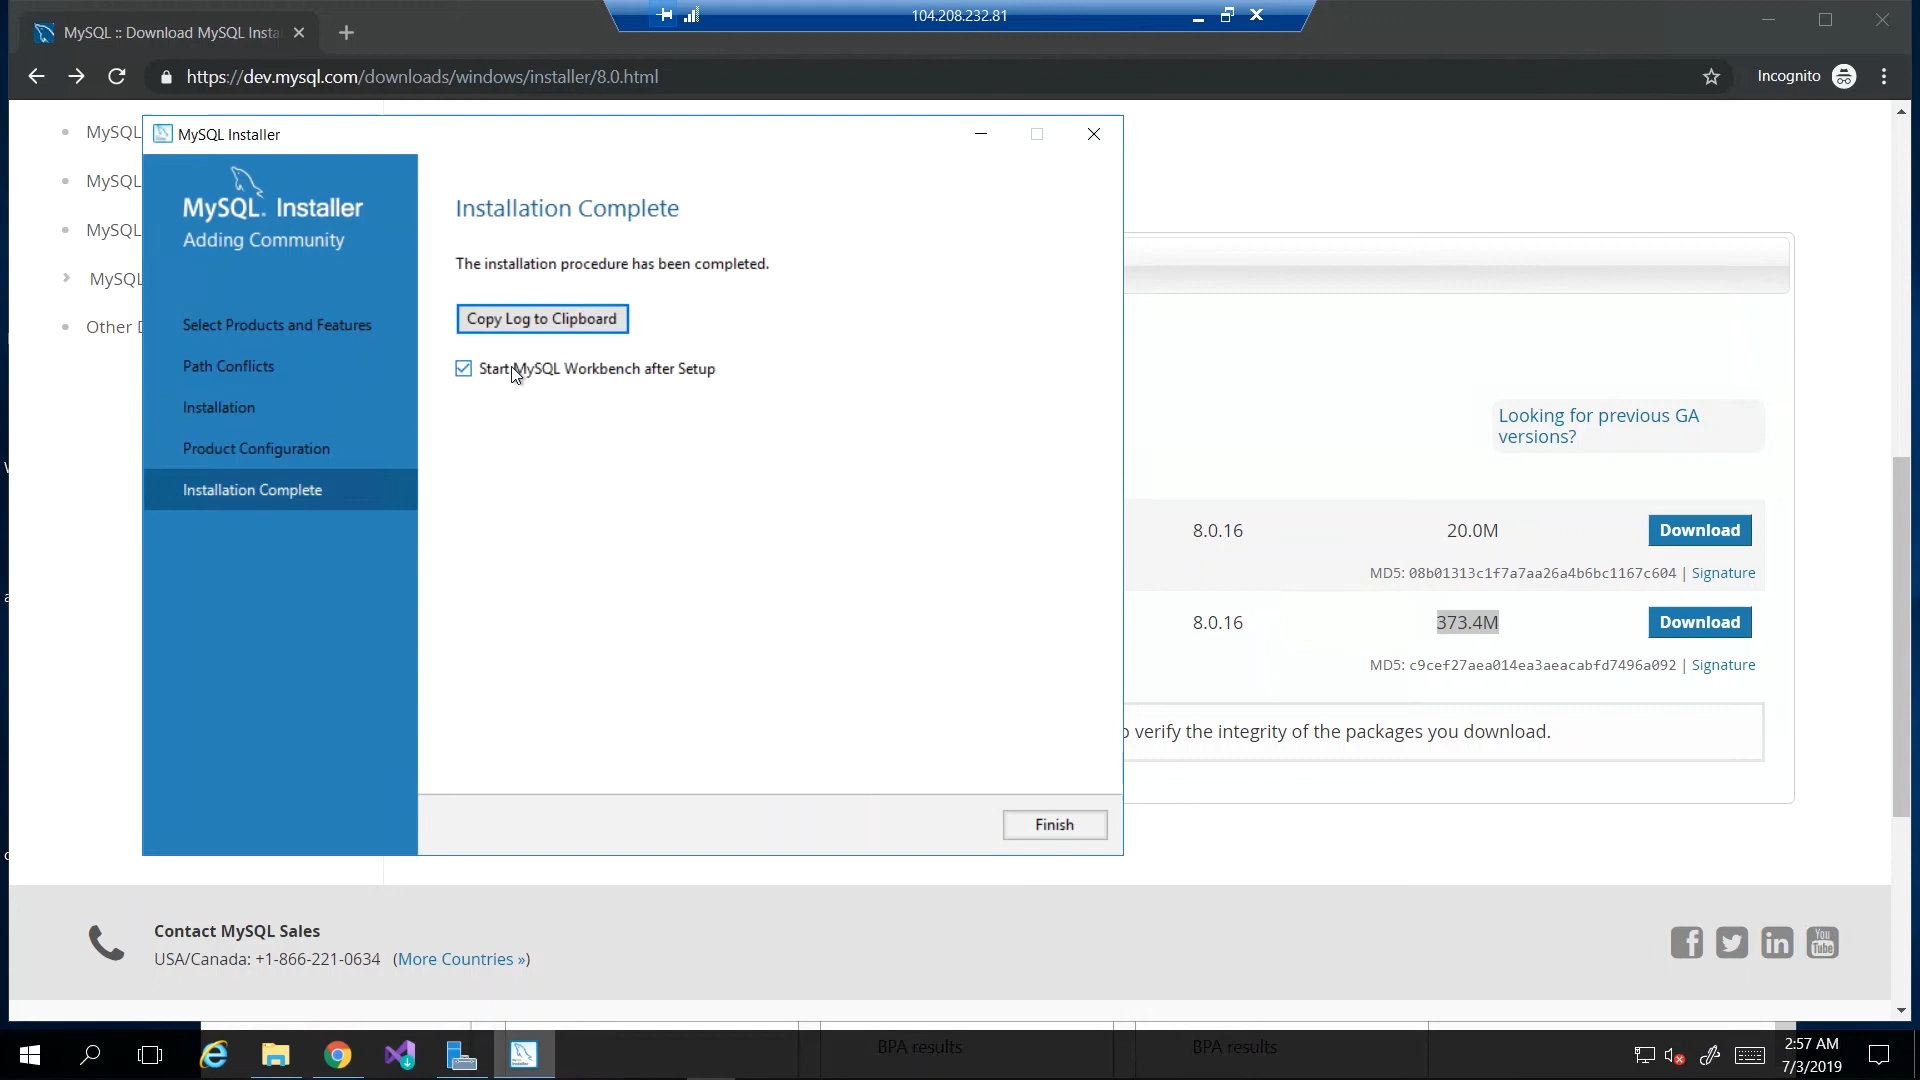 MySQL :: Download MySQL Insta
104.208.232.81
https://dev.mysql.com/downloads/windows/installer/8.0.html
Incognito
MySQL
MySQL
MySQL
MySQL
Other D
MySQL Installer
MySQL. Installer
Adding Community
Select Products and Features
Path Conflicts
Installation
Product Configuration
Installation Complete
Installation Complete
The installation procedure has been completed.
Copy Log to Clipboard
Start MySQL Workbench after Setup
Finish
Looking for previous GA
versions?
8.0.16 20.0M Download
MD5: 08b01313c1f7a7aa26a4b6bc1167c604 | Signature
8.0.16 373.4M Download
MD5: c9cef27aea014ea3aeacabfd7496a092 | Signature
verify the integrity of the packages you download.
Contact MySQL Sales
USA/Canada: +1-866-221-0634 (More Countries »)
You
Tube
BPA results
BPA results
2:57 AM
7/3/2019